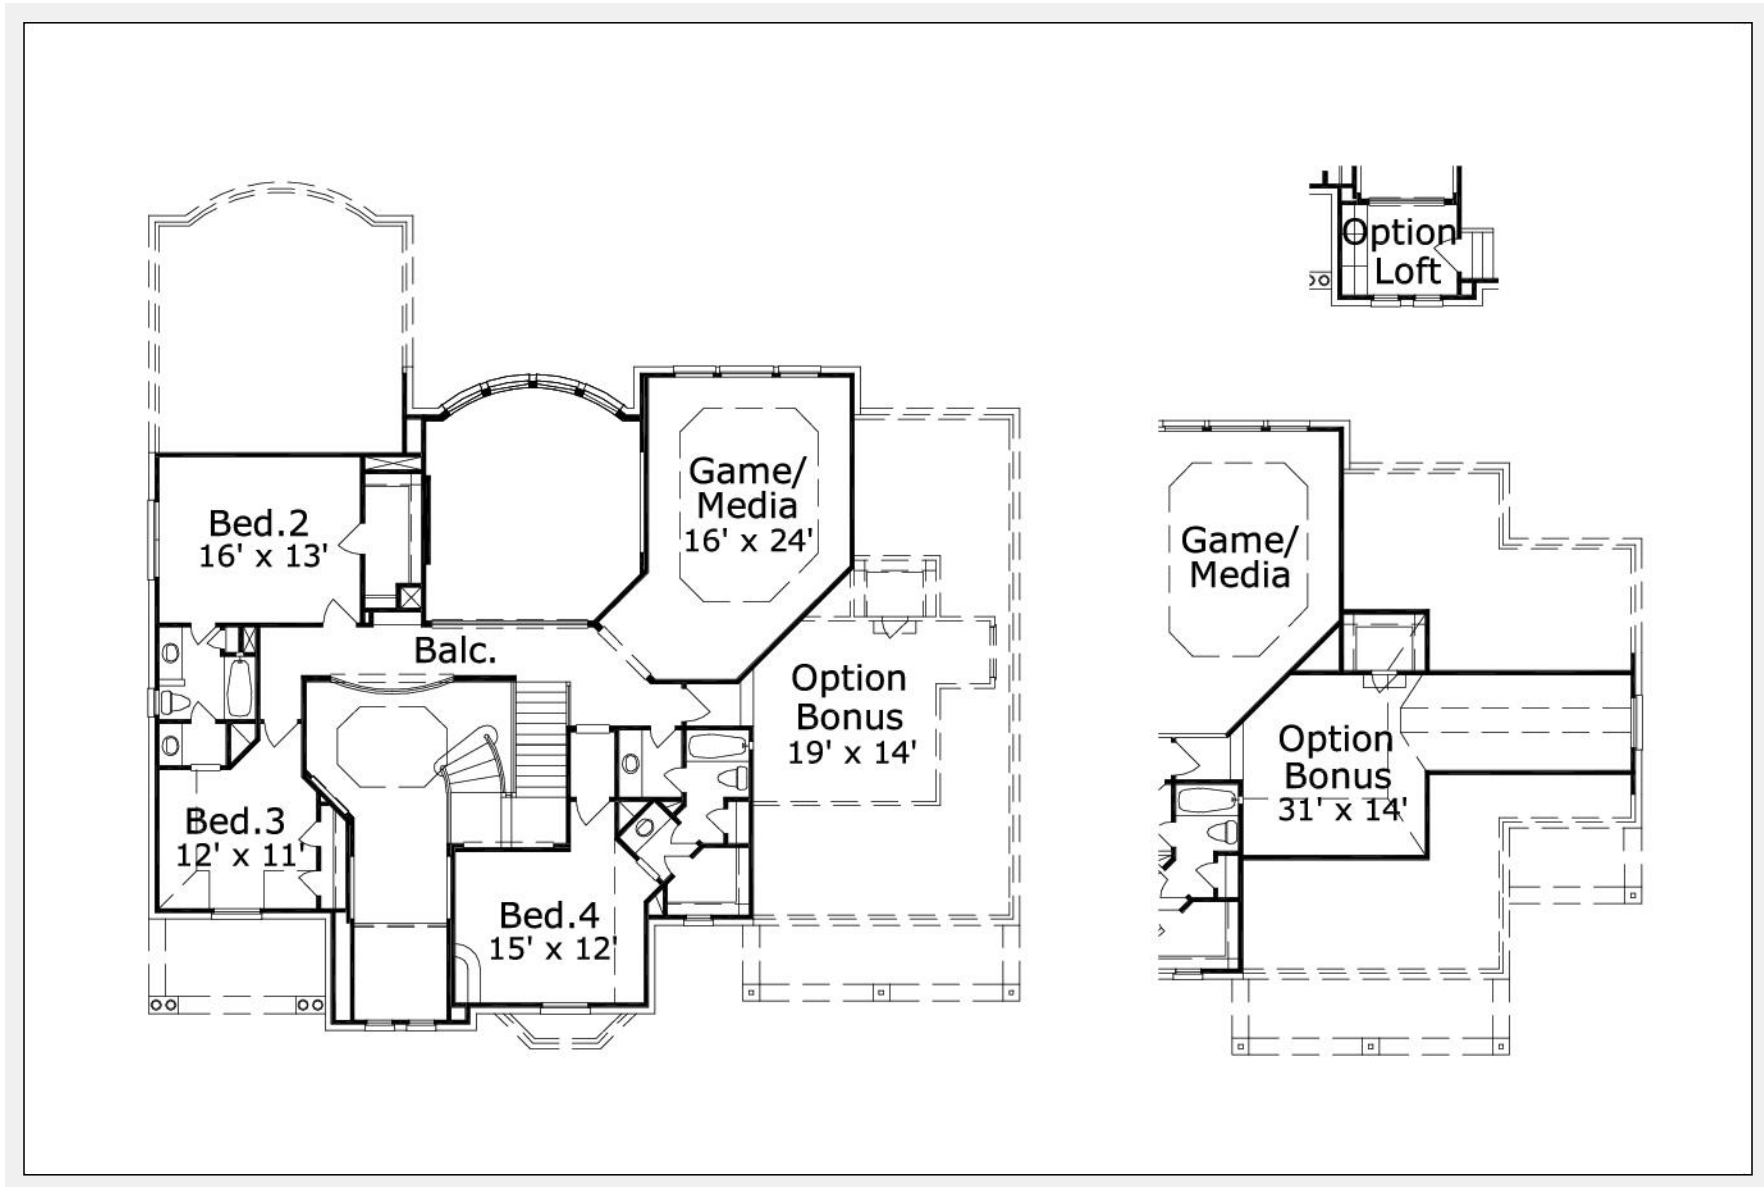 Option
Loft
Game/
Media
16' x 24'
Bed.2
16' x 13'
Balc.
Option
Bonus
19' x 14'
Bed.3
12' x 11'
Bed.4
15' x 12'
Game/
Media
Option
Bonus
31' x 14'